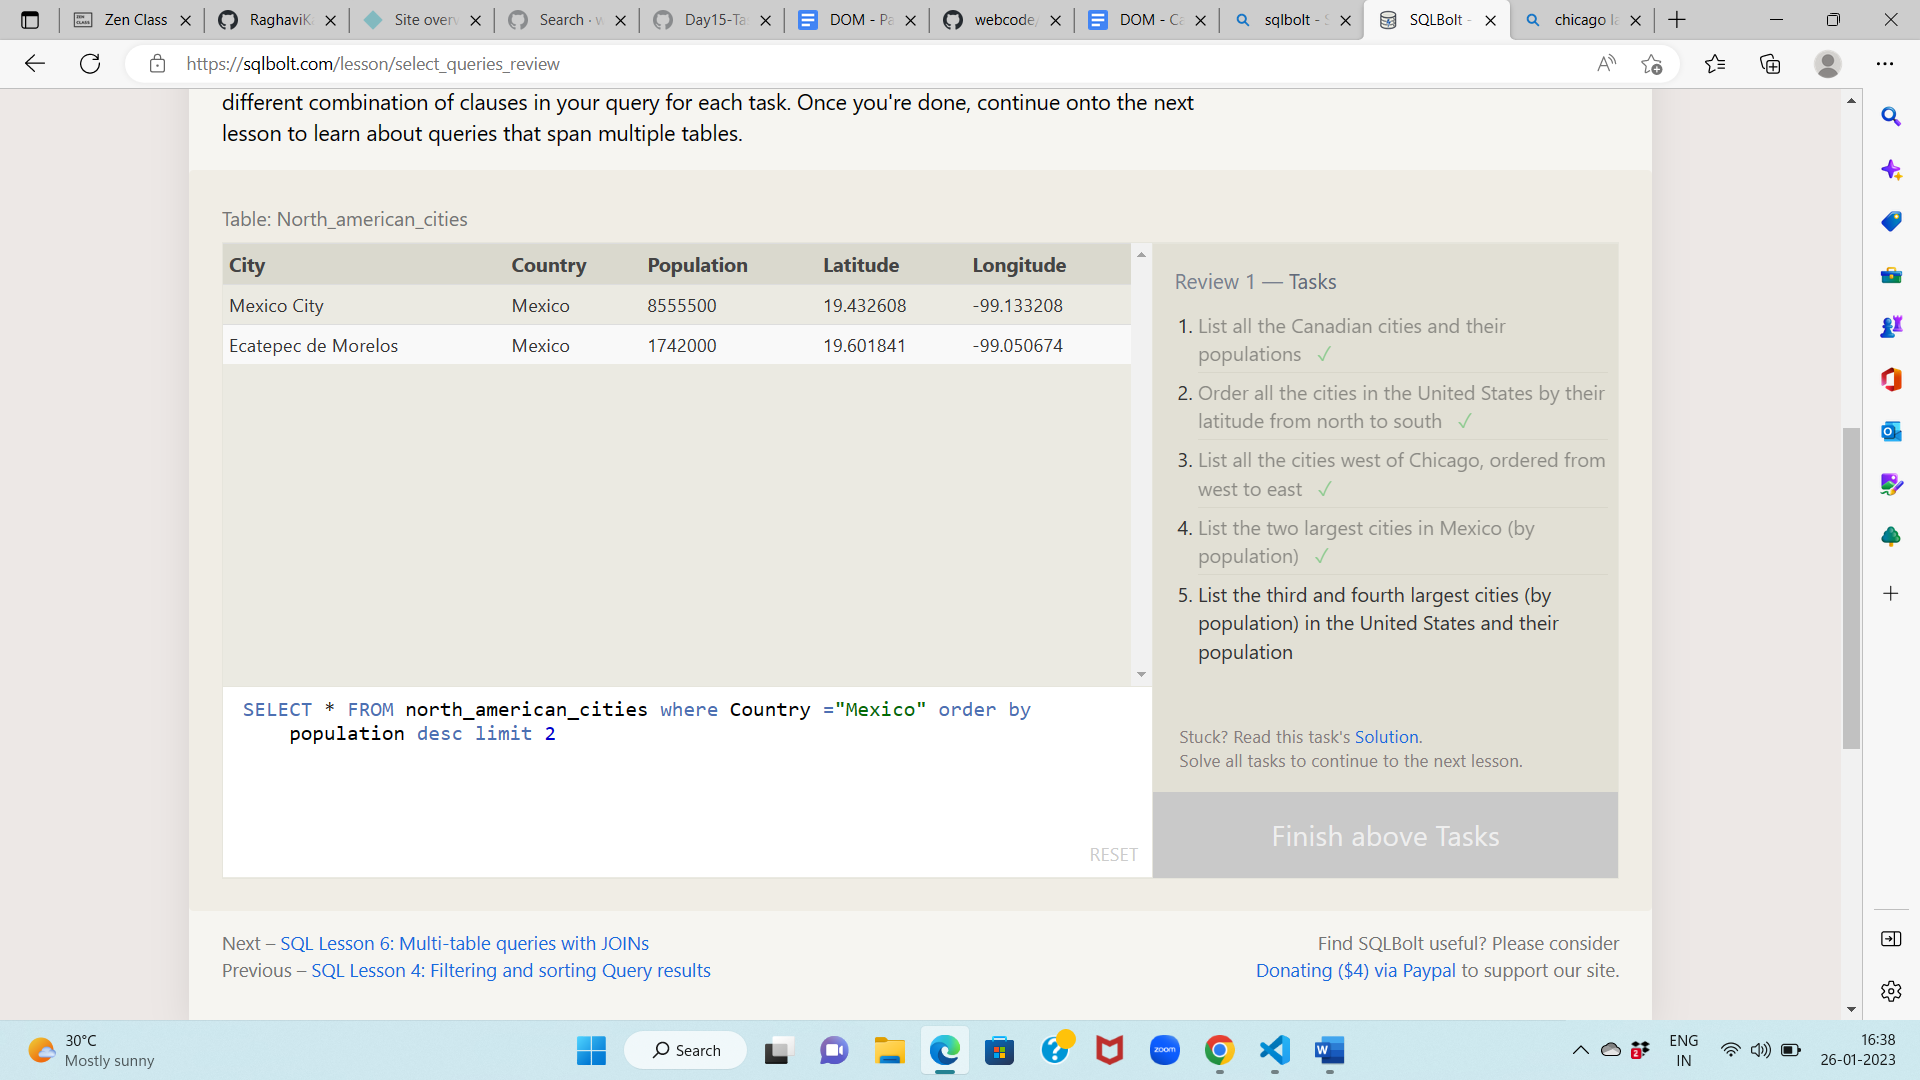 Zen Class
RaghaviK
Site overv
Search · w
Day15-Tas
DOM - Pa
webcode/
DOM - Ca
sqlbolt - S
SQLBolt -
chicago la
https://sqlbolt.com/lesson/select_queries_review
different combination of clauses in your query for each task. Once you're done, continue onto the next
lesson to learn about queries that span multiple tables.
Table: North_american_cities
City Country Population Latitude Longitude
Mexico City Mexico 8555500 19.432608 -99.133208
Ecatepec de Morelos Mexico 1742000 19.601841 -99.050674
SELECT * FROM north_american_cities where Country ="Mexico" order by
population desc limit 2
RESET
Review 1 — Tasks
1. List all the Canadian cities and their
populations ✓
2. Order all the cities in the United States by their
latitude from north to south ✓
3. List all the cities west of Chicago, ordered from
west to east ✓
4. List the two largest cities in Mexico (by
population) ✓
5. List the third and fourth largest cities (by
population) in the United States and their
population
Stuck? Read this task's Solution.
Solve all tasks to continue to the next lesson.
Finish above Tasks
Next – SQL Lesson 6: Multi-table queries with JOINs
Previous – SQL Lesson 4: Filtering and sorting Query results
Find SQLBolt useful? Please consider
Donating ($4) via Paypal to support our site.
30°C
Mostly sunny
Search
zoom
ENG
IN
16:38
26-01-2023